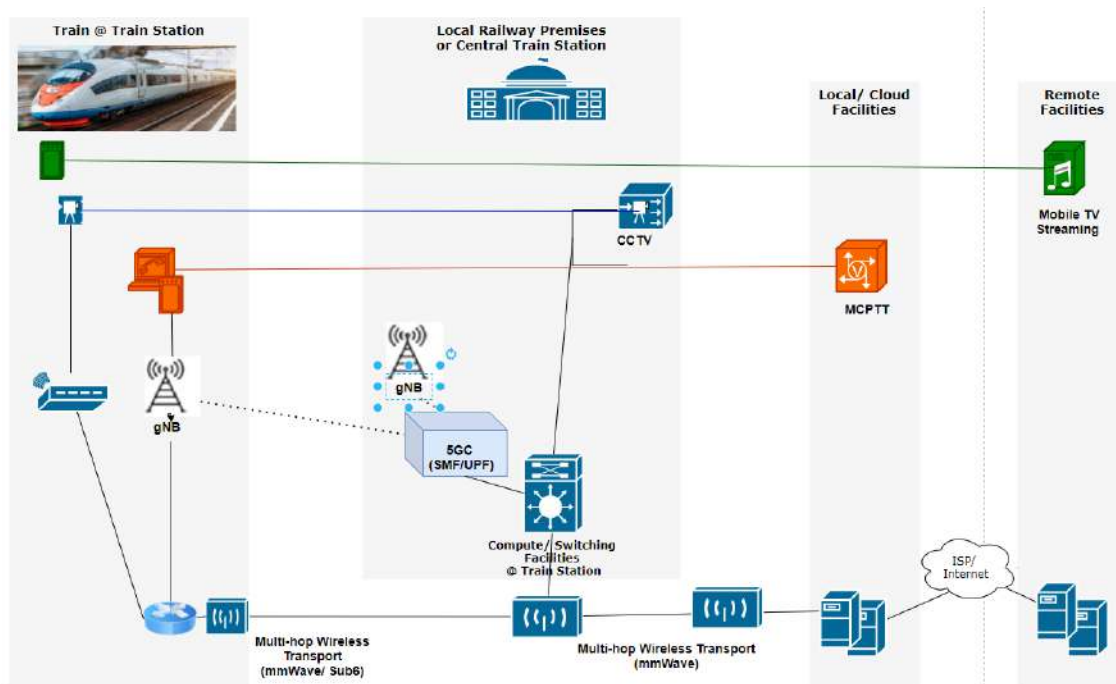 Train @ Train Station
Local Railway Premises
or Central Train Station
Local/ Cloud
Facilities
Remote
Facilities
Mobile TV
Streaming
CCTV
V
MCPTT
gNB
gNB
5GC
(SMF/UPF)
Compute/ Switching
Facilities
@ Train Station
ISP/
Internet
Multi-hop Wireless
Transport
(mmWave/ Sub6)
Multi-hop Wireless Transport
(mmWave)